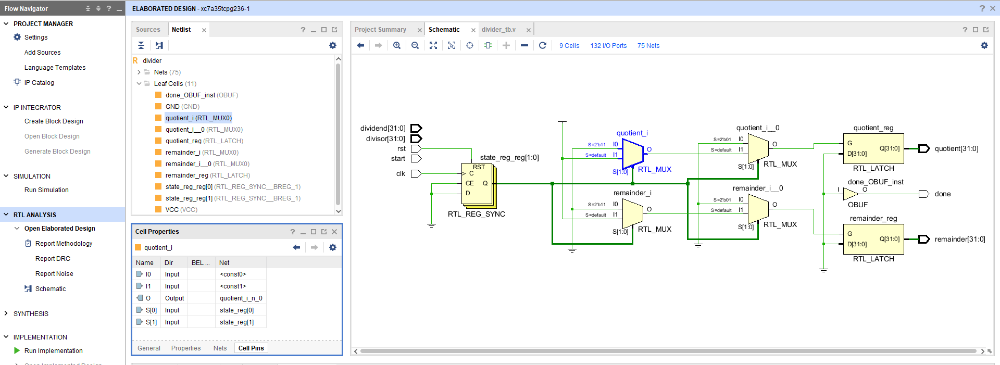 Flow Navigator
PROJECT MANAGER
Settings
Add Sources
Language Templates
IP Catalog
IP INTEGRATOR
Create Block Design
Open Block Design
Generate Block Design
SIMULATION
Run Simulation
RTL ANALYSIS
Open Elaborated Design
Report Methodology
Report DRC
Report Noise
Schematic
SYNTHESIS
IMPLEMENTATION
Run Implementation
Open Implemented Design
ELABORATED DESIGN - xc7a35tcpg236-1
Sources Netlist
R divider
Nets (75)
Leaf Cells (11)
done_OBUF_inst (OBUF)
GND (GND)
quotient_i (RTL_MUX0)
quotient_i__0 (RTL_MUX0)
quotient_reg (RTL_LATCH)
remainder_i (RTL_MUX0)
remainder_i__0 (RTL_MUX0)
remainder_reg (RTL_LATCH)
state_reg_reg[0] (RTL_REG_SYNC__BREG_1)
state_reg_reg[1] (RTL_REG_SYNC__BREG_1)
VCC (VCC)
Cell Properties
quotient_i
Name Dir BEL ... Net
I0 Input <const0>
I1 Input <const1>
O Output quotient_i_n_0
S[0] Input state_reg[0]
S[1] Input state_reg[1]
General Properties Nets Cell Pins
Project Summary Schematic divider_tb.v
9 Cells 132 I/O Ports 75 Nets
dividend[31:0]
divisor[31:0]
rst
start
clk
state_reg_reg[1:0]
RST
C
CE Q
D
RTL_REG_SYNC
quotient_i
S=2'b11 I0
O
S=default I1
S[1:0]
RTL_MUX
remainder_i
S=2'b11 I0
O
S=default I1
S[1:0]
RTL_MUX
quotient_i__0
S=2'b01 I0
O
S=default I1
S[1:0]
RTL_MUX
remainder_i__0
S=2'b01 I0
O
S=default I1
S[1:0]
RTL_MUX
quotient_reg
G
Q[31:0]
D[31:0]
RTL_LATCH
quotient[31:0]
done_OBUF_inst
I O
OBUF
done
remainder_reg
G
Q[31:0]
D[31:0]
RTL_LATCH
remainder[31:0]